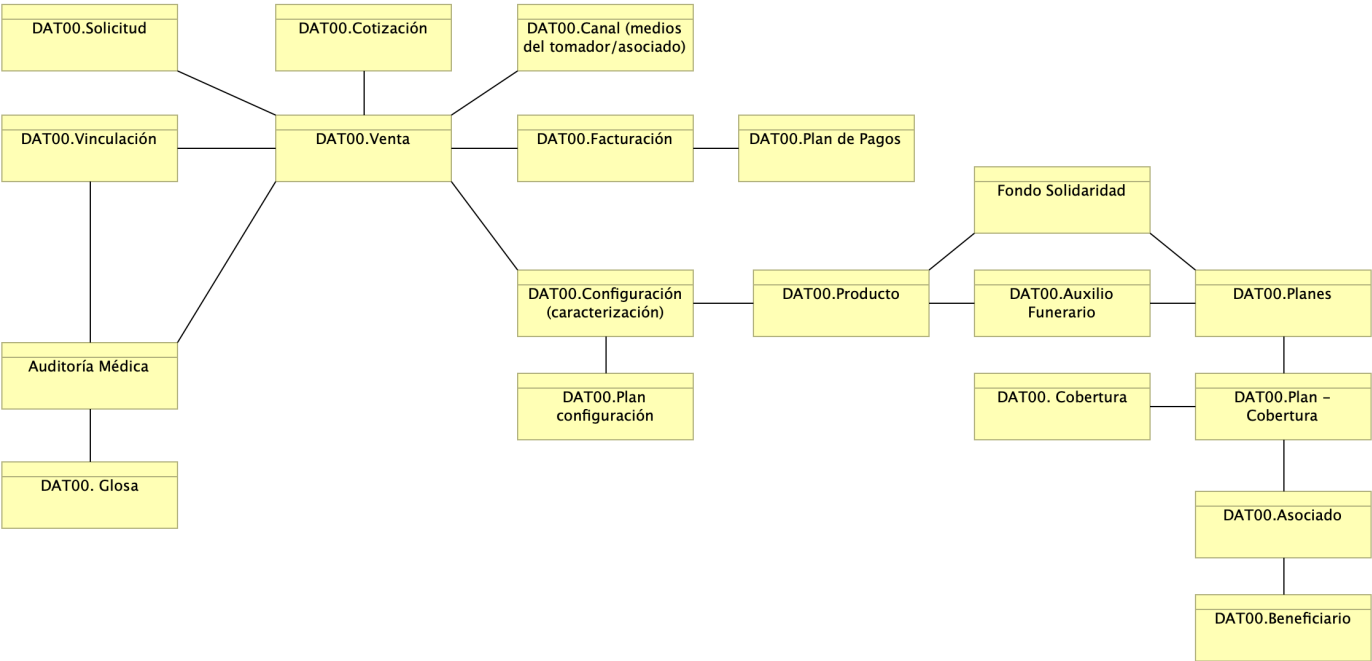 DAT00.Solicitud
DAT00.Cotización
DAT00.Canal (medios
del tomador/asociado)
DAT00.Vinculación
DAT00.Venta
DAT00.Facturación
DAT00.Plan de Pagos
Fondo Solidaridad
DAT00.Configuración
(caracterización)
DAT00.Producto
DAT00.Auxilio
Funerario
DAT00.Planes
Auditoría Médica
DAT00.Plan
configuración
DAT00. Cobertura
DAT00.Plan –
Cobertura
DAT00. Glosa
DAT00.Asociado
DAT00.Beneficiario